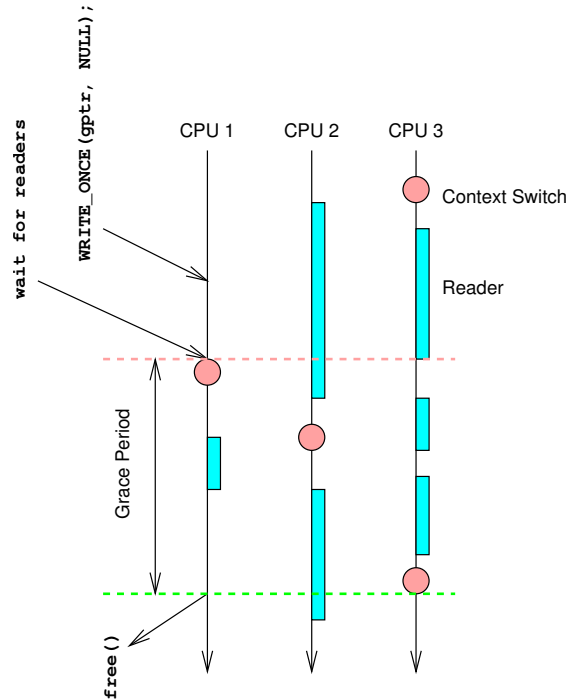 WRITE_ONCE(gptr, NULL);
wait for readers
CPU 1
CPU 2
CPU 3
Context Switch
Reader
Grace Period
free()